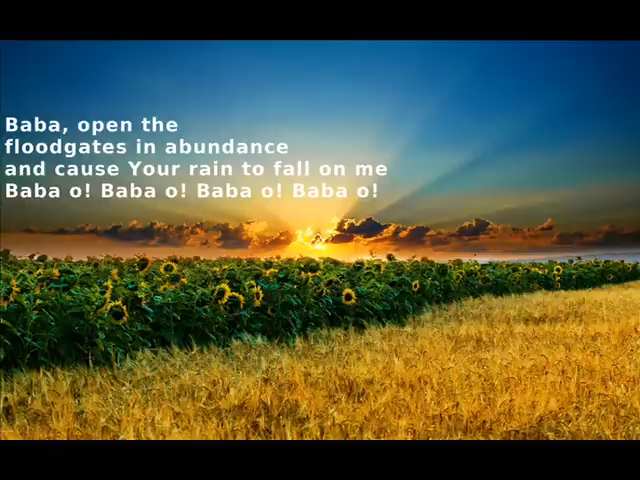 Baba, open the
floodgates in abundance
and cause Your rain to fall on me
Baba o! Baba o! Baba o! Baba o!